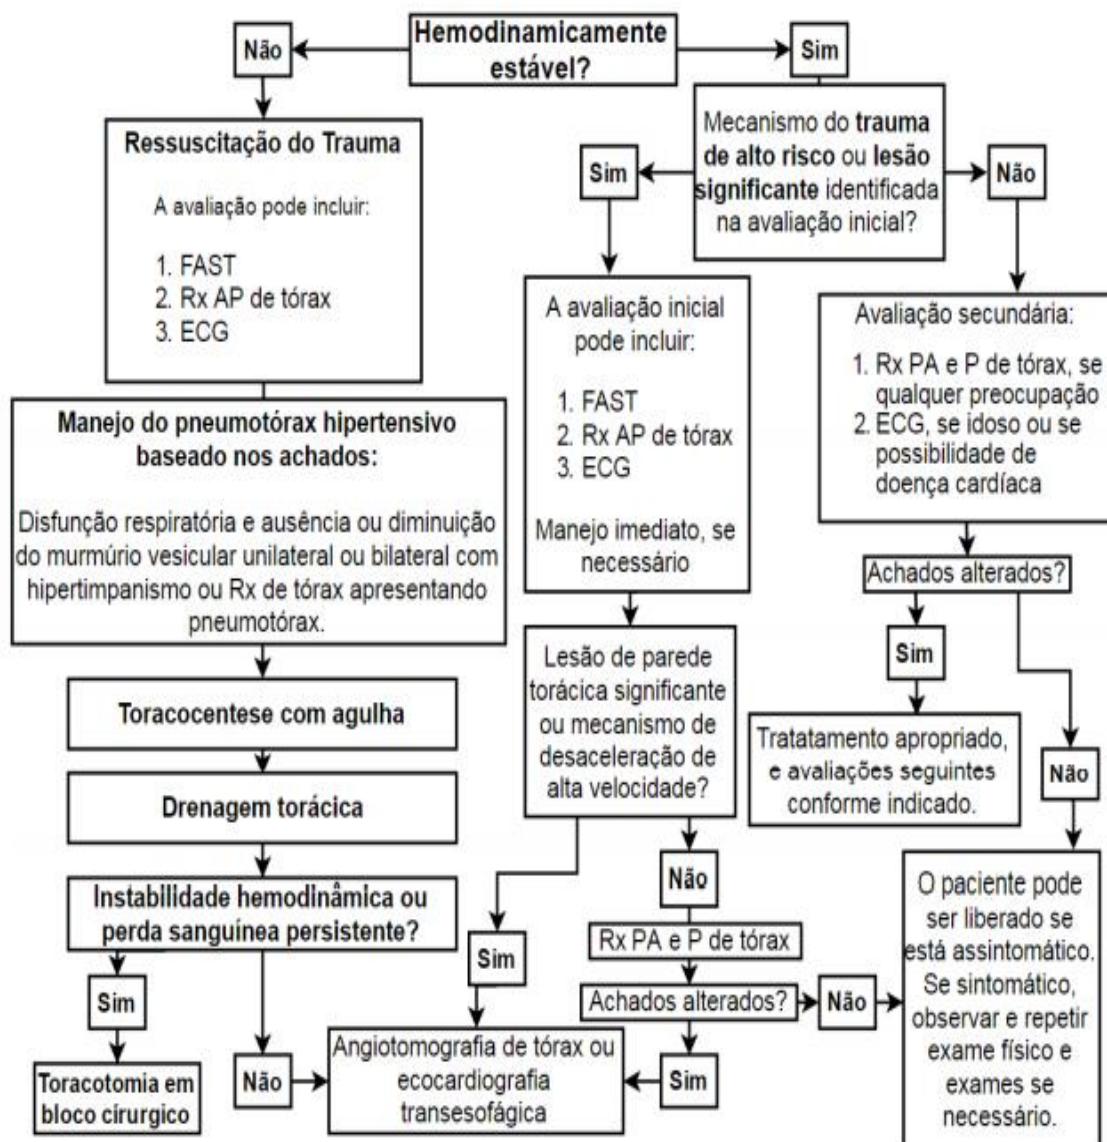 Hemodinamicamente
estável?
Não
Sim
Ressuscitação do Trauma
A avaliação pode incluir:
1. FAST
2. Rx AP de tórax
3. ECG
Manejo do pneumotórax hipertensivo
baseado nos achados:
Disfunção respiratória e ausência ou diminuição
do murmúrio vesicular unilateral ou bilateral com
hipertimpanismo ou Rx de tórax apresentando
pneumotórax.
Toracocentese com agulha
Drenagem torácica
Instabilidade hemodinâmica ou
perda sanguínea persistente?
Sim
Toracotomia em
bloco cirurgico
Não
Mecanismo do trauma
de alto risco ou lesão
significante identificada
na avaliação inicial?
Sim
Não
A avaliação inicial
pode incluir:
1. FAST
2. Rx AP de tórax
3. ECG
Manejo imediato, se
necessário
Lesão de parede
torácica significante
ou mecanismo de
desaceleração de
alta velocidade?
Sim
Não
Rx PA e P de tórax
Achados alterados?
Não
Sim
Angiotomografia de tórax ou
ecocardiografia
transesofágica
Avaliação secundária:
1. Rx PA e P de tórax, se
qualquer preocupação
2. ECG, se idoso ou se
possibilidade de
doença cardíaca
Achados alterados?
Sim
Tratatamento apropriado,
e avaliações seguintes
conforme indicado.
Não
O paciente pode
ser liberado se
está assintomático.
Se sintomático,
observar e repetir
exame físico e
exames se
necessário.